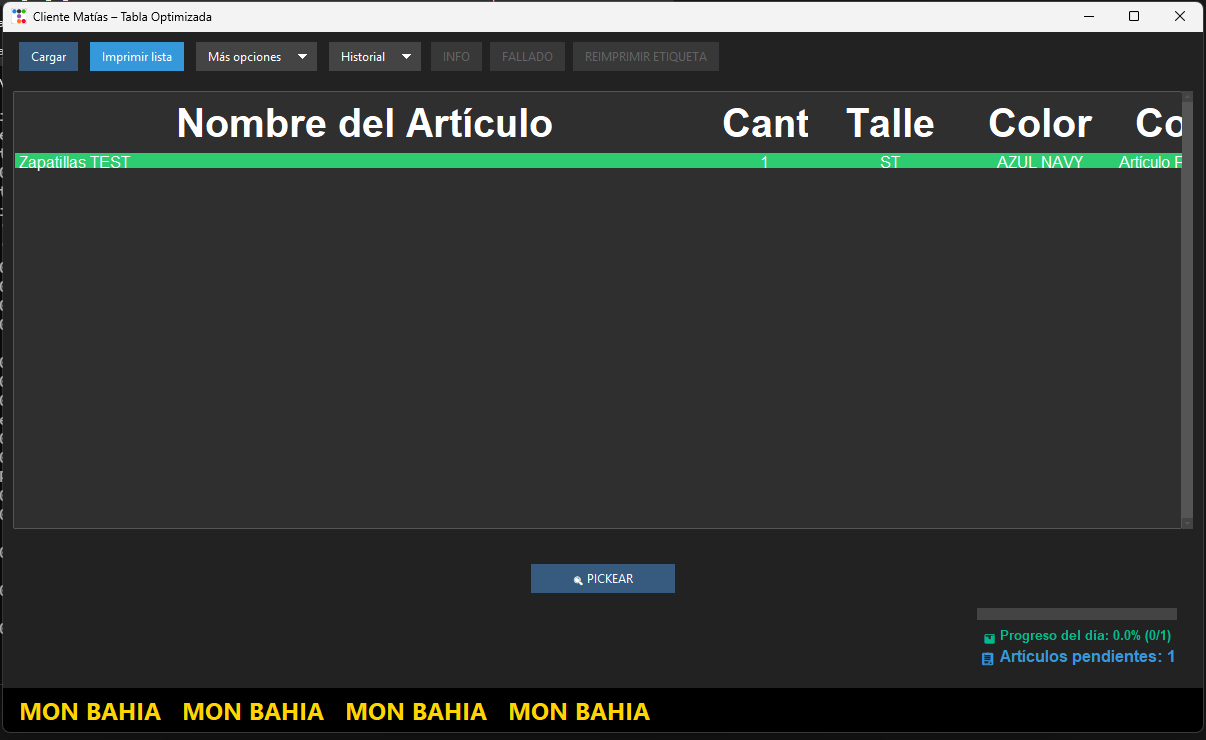 Cliente Matías – Tabla Optimizada
Cargar Imprimir lista Más opciones Historial INFO FALLADO REIMPRIMIR ETIQUETA
Nombre del Artículo Cant Talle Color Co
Zapatillas TEST 1 ST AZUL NAVY Artículo F
PICKEAR
Progreso del día: 0.0% (0/1)
Artículos pendientes: 1
MON BAHIA MON BAHIA MON BAHIA MON BAHIA